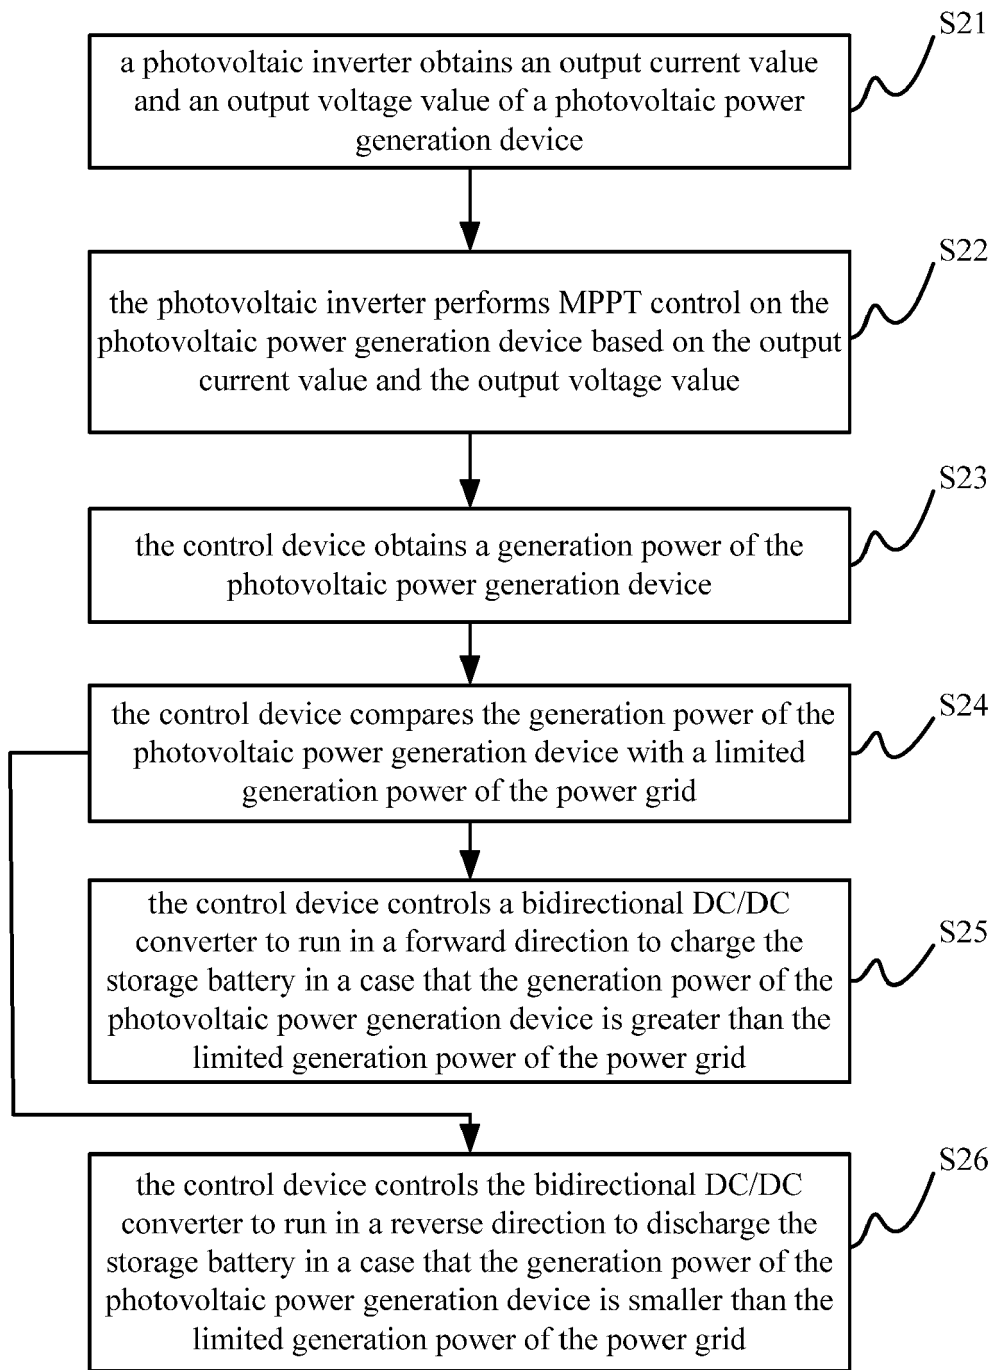 S21
a photovoltaic inverter obtains an output current value
and an output voltage value of a photovoltaic power
generation device
S22
the photovoltaic inverter performs MPPT control on the
photovoltaic power generation device based on the output
current value and the output voltage value
S23
the control device obtains a generation power of the
photovoltaic power generation device
S24
the control device compares the generation power of the
photovoltaic power generation device with a limited
generation power of the power grid
S25
the control device controls a bidirectional DC/DC
converter to run in a forward direction to charge the
storage battery in a case that the generation power of the
photovoltaic power generation device is greater than the
limited generation power of the power grid
S26
the control device controls the bidirectional DC/DC
converter to run in a reverse direction to discharge the
storage battery in a case that the generation power of the
photovoltaic power generation device is smaller than the
limited generation power of the power grid